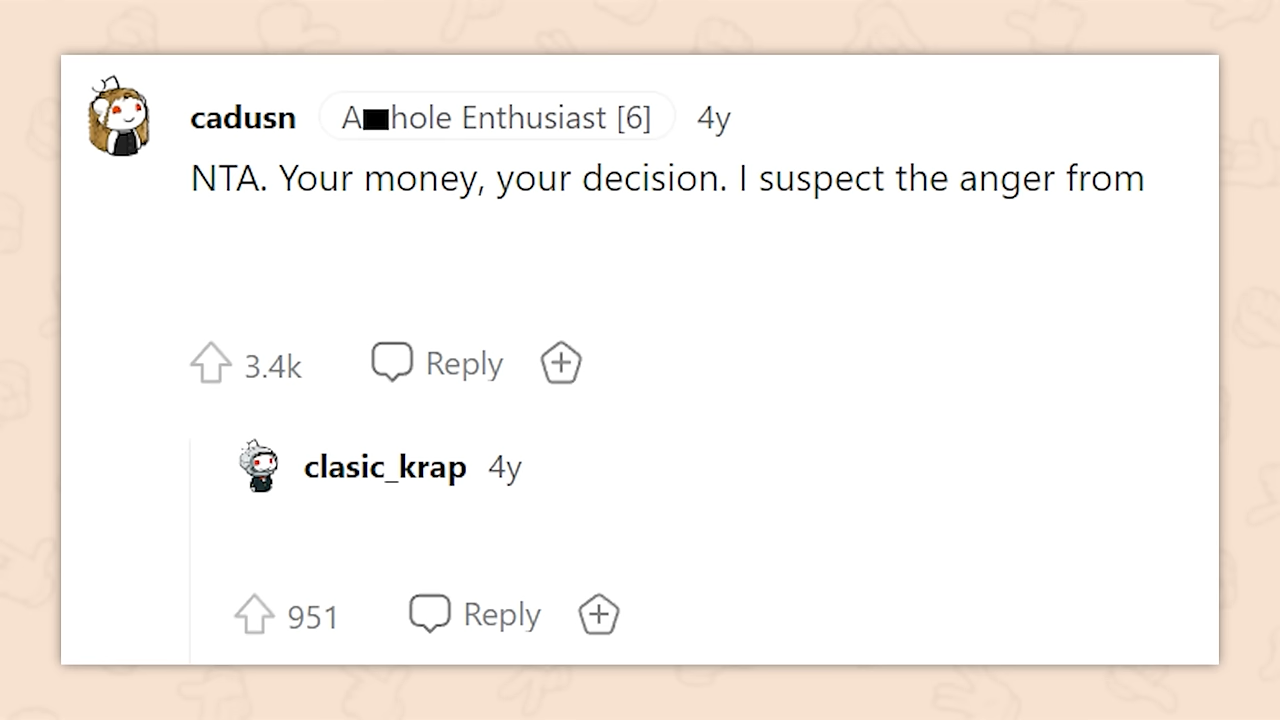 cadusn A■hole Enthusiast [6] 4y
NTA. Your money, your decision. I suspect the anger from
3.4k Reply
clasic_krap 4y
951 Reply